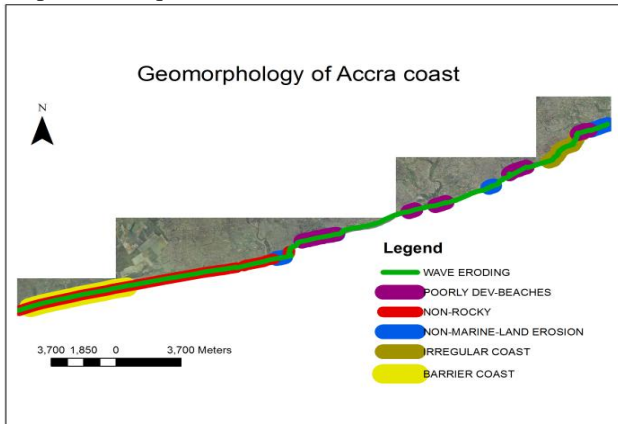 Geomorphology of Accra coast
N
Legend
WAVE ERODING
POORLY DEV-BEACHES
NON-ROCKY
NON-MARINE-LAND EROSION
IRREGULAR COAST
BARRIER COAST
3,700 1,850 0 3,700 Meters